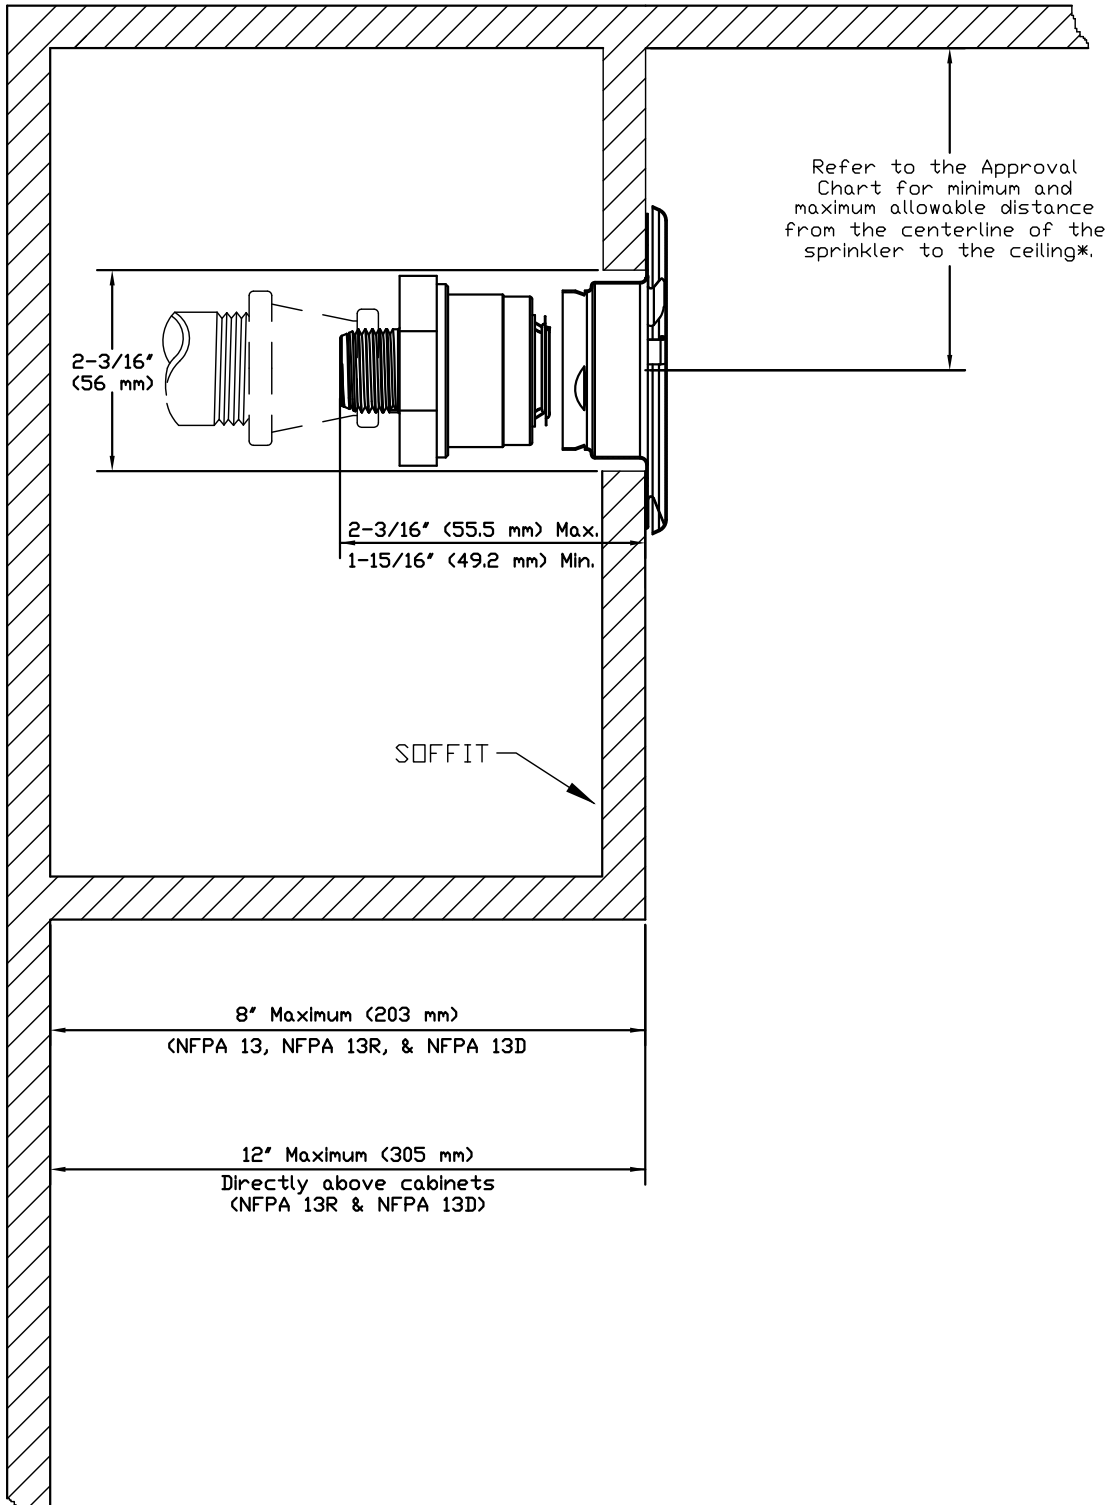 Refer to the Approval
Chart for minimum and
maximum allowable distance
from the centerline of the
sprinkler to the ceiling*.
2-3/16"
(56 mm)
2-3/16" (55.5 mm) Max.
1-15/16" (49.2 mm) Min.
SOFFIT
8" Maximum (203 mm)
(NFPA 13, NFPA 13R, & NFPA 13D
12" Maximum (305 mm)
Directly above cabinets
(NFPA 13R & NFPA 13D)